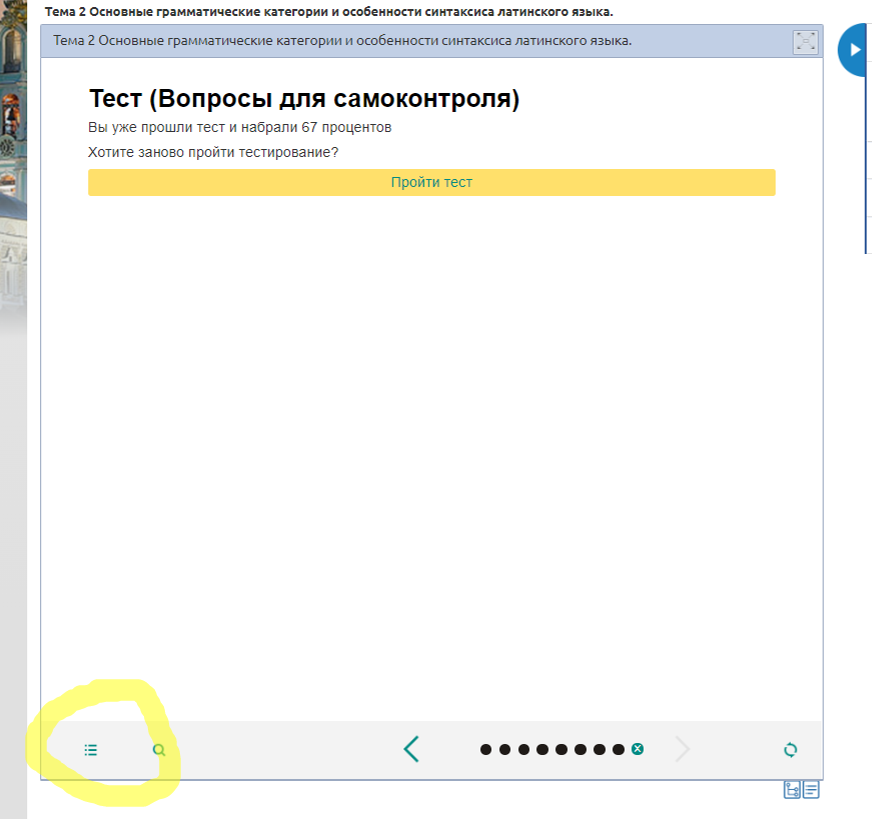 Тема 2 Основные грамматические категории и особенности синтаксиса латинского языка.
Тема 2 Основные грамматические категории и особенности синтаксиса латинского языка.
Тест (Вопросы для самоконтроля)
Вы уже прошли тест и набрали 67 процентов
Хотите заново пройти тестирование?
Пройти тест